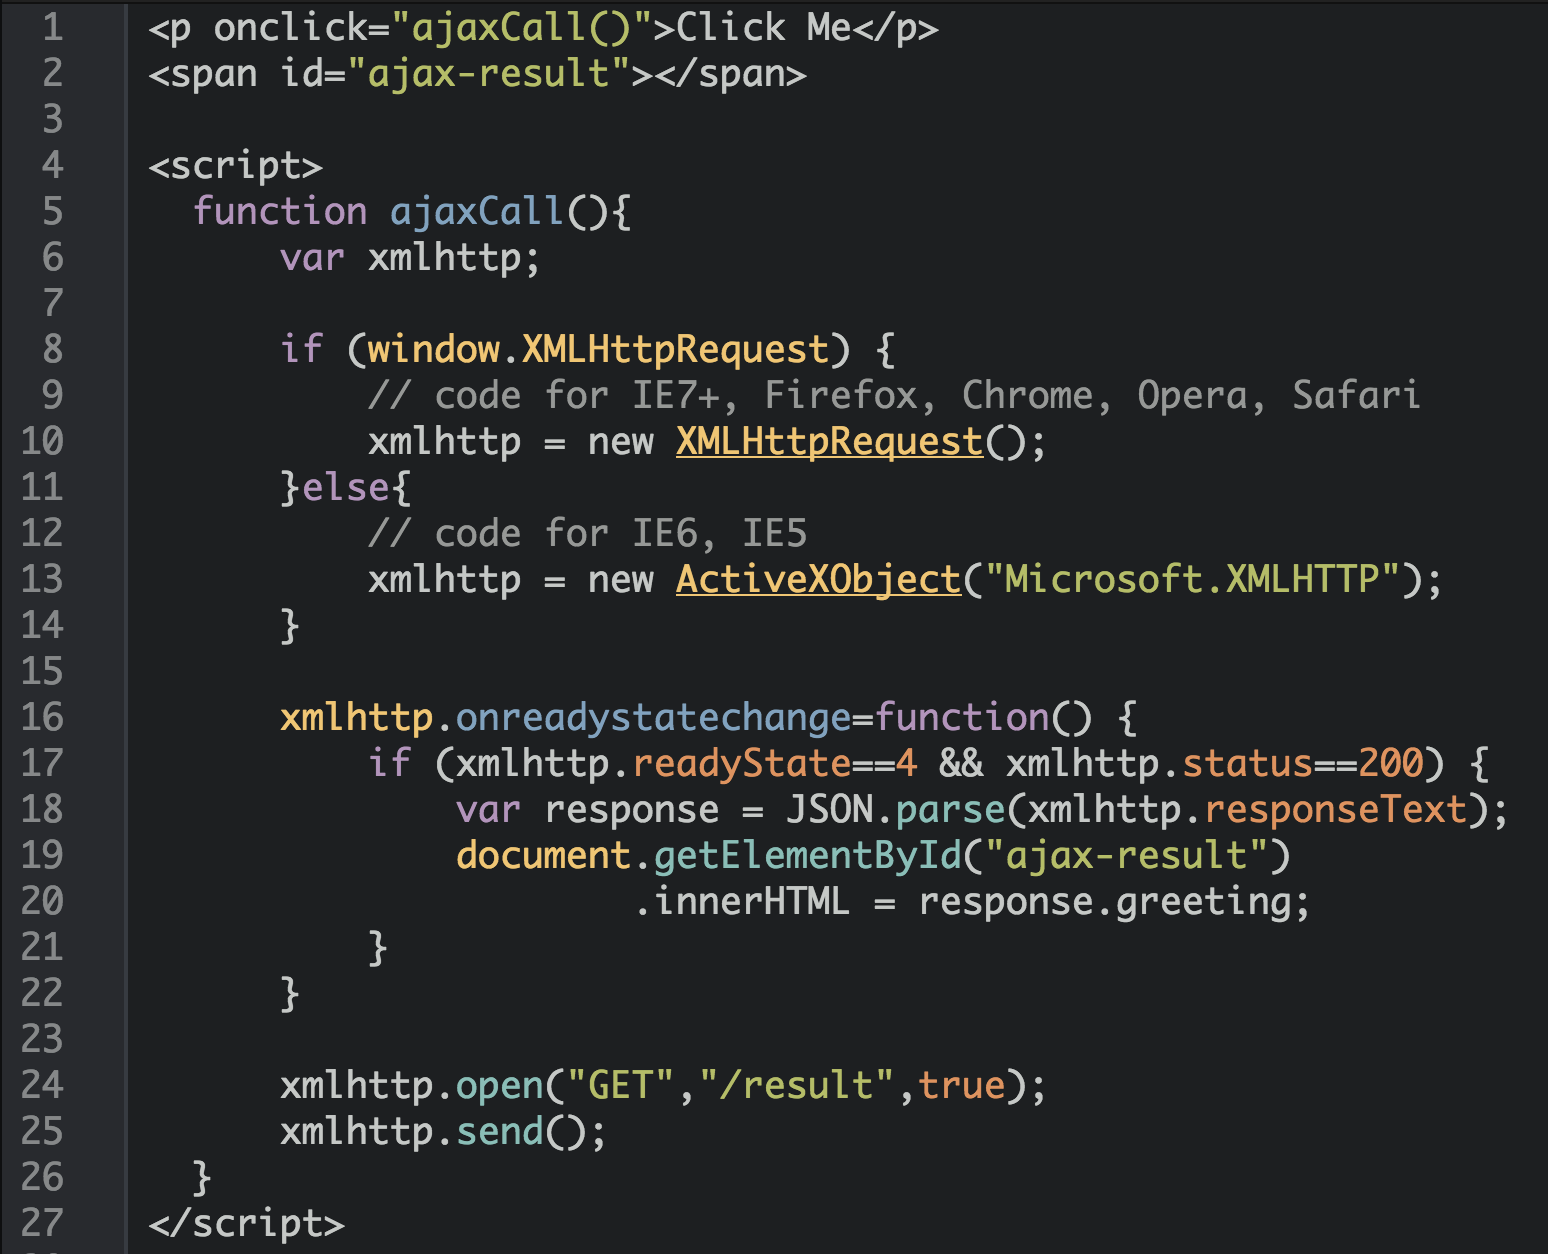 1 <p onclick="ajaxCall()">Click Me</p>
2 <span id="ajax-result"></span>
3
4 <script>
5   function ajaxCall(){
6       var xmlhttp;
7
8       if (window.XMLHttpRequest) {
9           // code for IE7+, Firefox, Chrome, Opera, Safari
10           xmlhttp = new XMLHttpRequest();
11       }else{
12           // code for IE6, IE5
13           xmlhttp = new ActiveXObject("Microsoft.XMLHTTP");
14       }
15
16       xmlhttp.onreadystatechange=function() {
17           if (xmlhttp.readyState==4 && xmlhttp.status==200) {
18               var response = JSON.parse(xmlhttp.responseText);
19               document.getElementById("ajax-result")
20                       .innerHTML = response.greeting;
21           }
22       }
23
24       xmlhttp.open("GET","/result",true);
25       xmlhttp.send();
26   }
27 </script>